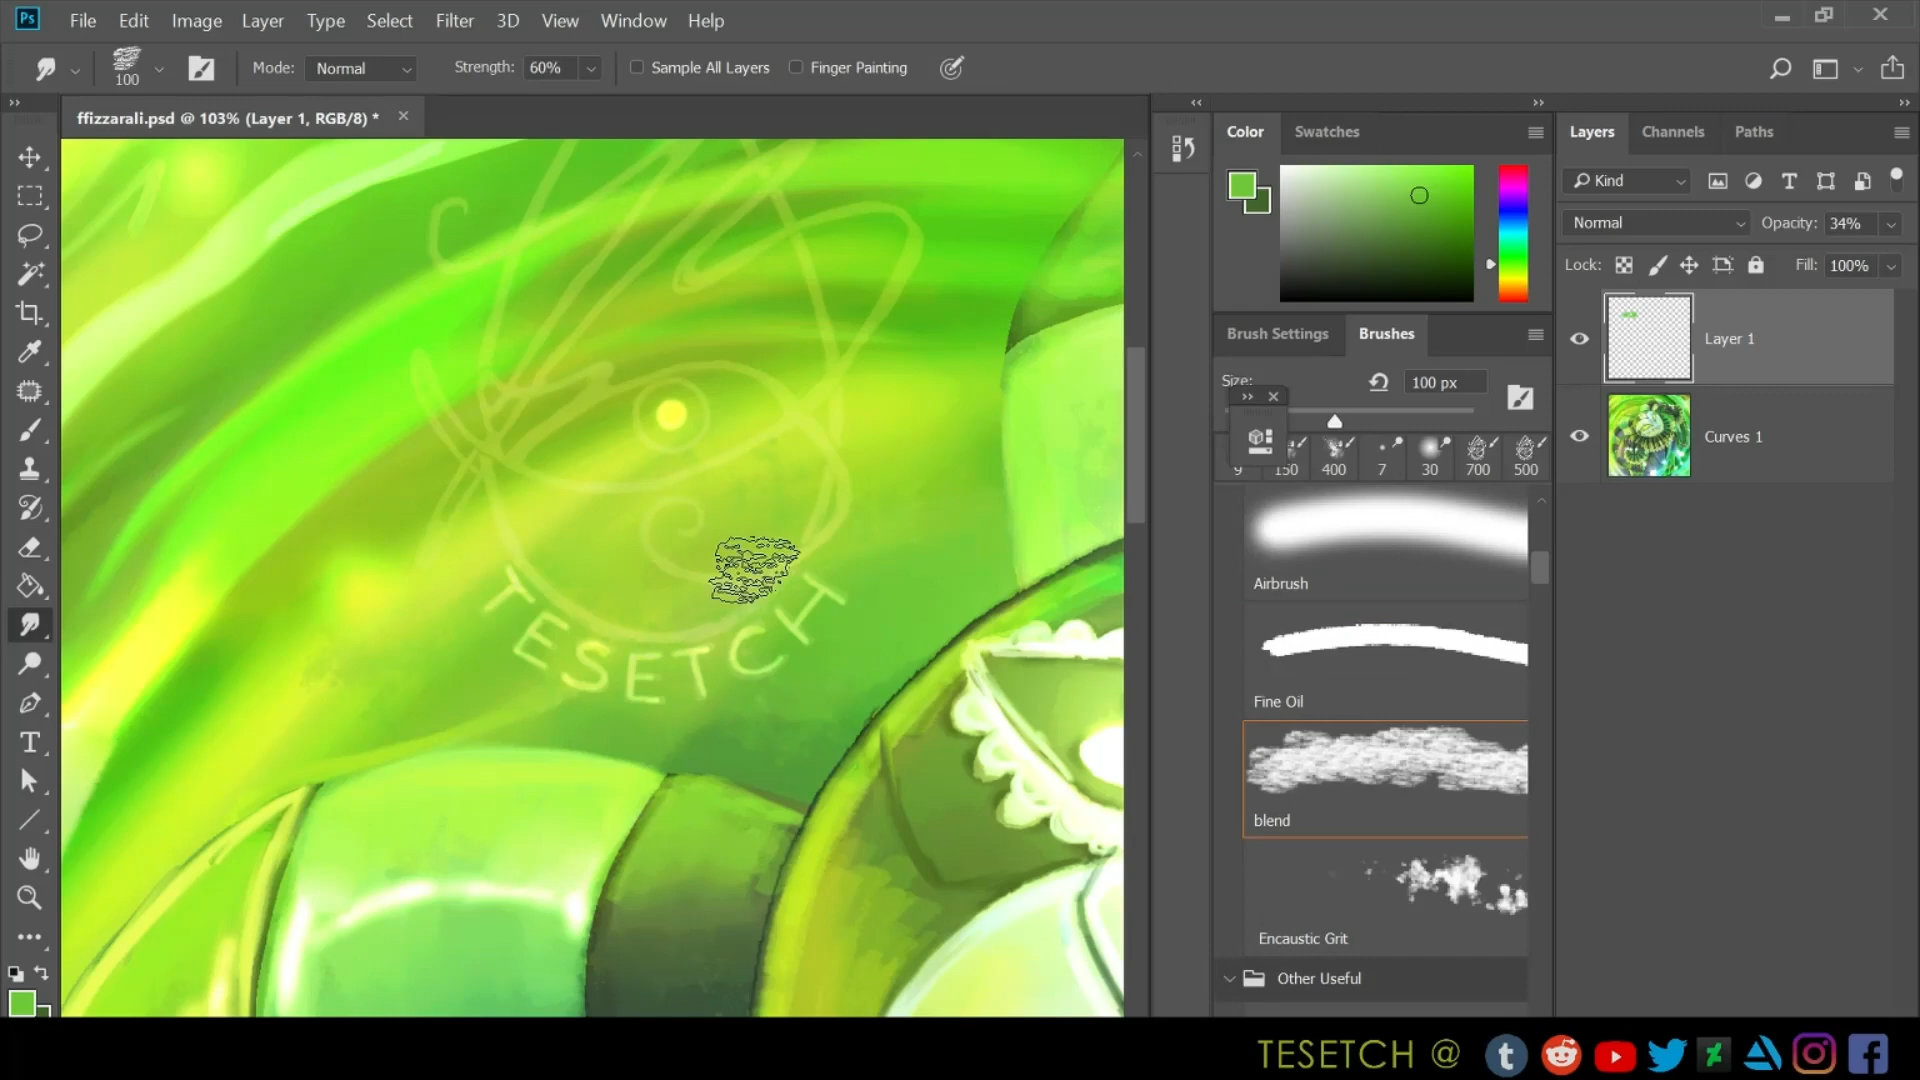 Ps File Edit Image Layer Type Select Filter 3D View Window Help
100 Mode: Normal Strength: 60% Sample All Layers Finger Painting
ffizzarali.psd @ 103% (Layer 1, RGB/8) *
Color Swatches
Layers Channels Paths
Kind
Normal Opacity: 34%
Lock: Fill: 100%
Layer 1
Curves 1
Brush Settings Brushes
Size: 100 px
9 150 400 7 30 700 500
Airbrush
Fine Oil
blend
Encaustic Grit
Other Useful
TESETCH
TESETCH @